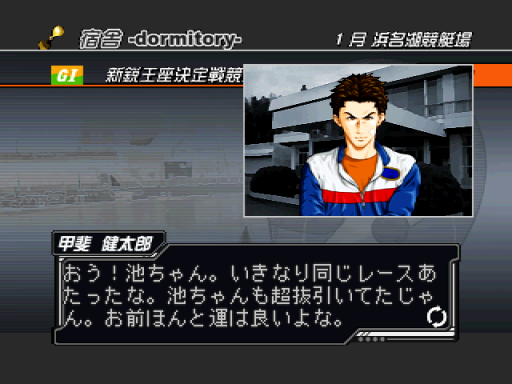 宿舎 -dormitory-
1月 浜名湖競艇場
GI 新鋭王座決定戦競
甲斐 健太郎
おう！池ちゃん。いきなり同じレースあ
たったな。池ちゃんも超抜引いてたじゃ
ん。お前ほんと運は良いよな。